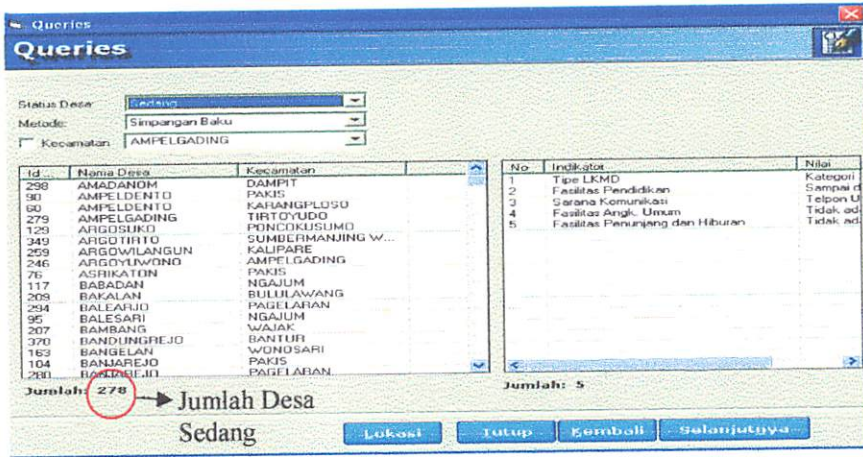 Queries
Queries
Status Desa: Sedang
Metode: Simpangan Baku
Kecamatan AMPELGADING
Id ... Nama Desa Kecamatan
298 AMADANOM DAMPIT
90 AMPELDENTO PAKIS
60 AMPELDENTO KARANGPLOSO
279 AMPELGADING TIRTOYUDO
129 ARGOSUKO PONCOKUSUMO
349 ARGOTIRTO SUMBERMANJING W...
259 ARGOWILANGUN KALIPARE
246 ARGOYUWONO AMPELGADING
76 ASRIKATON PAKIS
117 BABADAN NGAJUM
209 BAKALAN BULULAWANG
294 BALEARJO PAGELARAN
95 BALESARI NGAJUM
207 BAMBANG WAJAK
370 BANDUNGREJO BANTUR
163 BANGELAN WONOSARI
104 BANJAREJO PAKIS
280 BANJAREJO PAGELARAN
Jumlah: 278
No Indikator Nilai
1 Tipe LKMD Kategori
2 Fasilitas Pendidikan Sampai d
3 Sarana Komunikasi Telpon U
4 Fasilitas Angk. Umum Tidak ad
5 Fasilitas Penunjang dan Hiburan Tidak ad
Jumlah: 5
Jumlah Desa
Sedang
Lokasi Tutup Kembali Selanjutnya